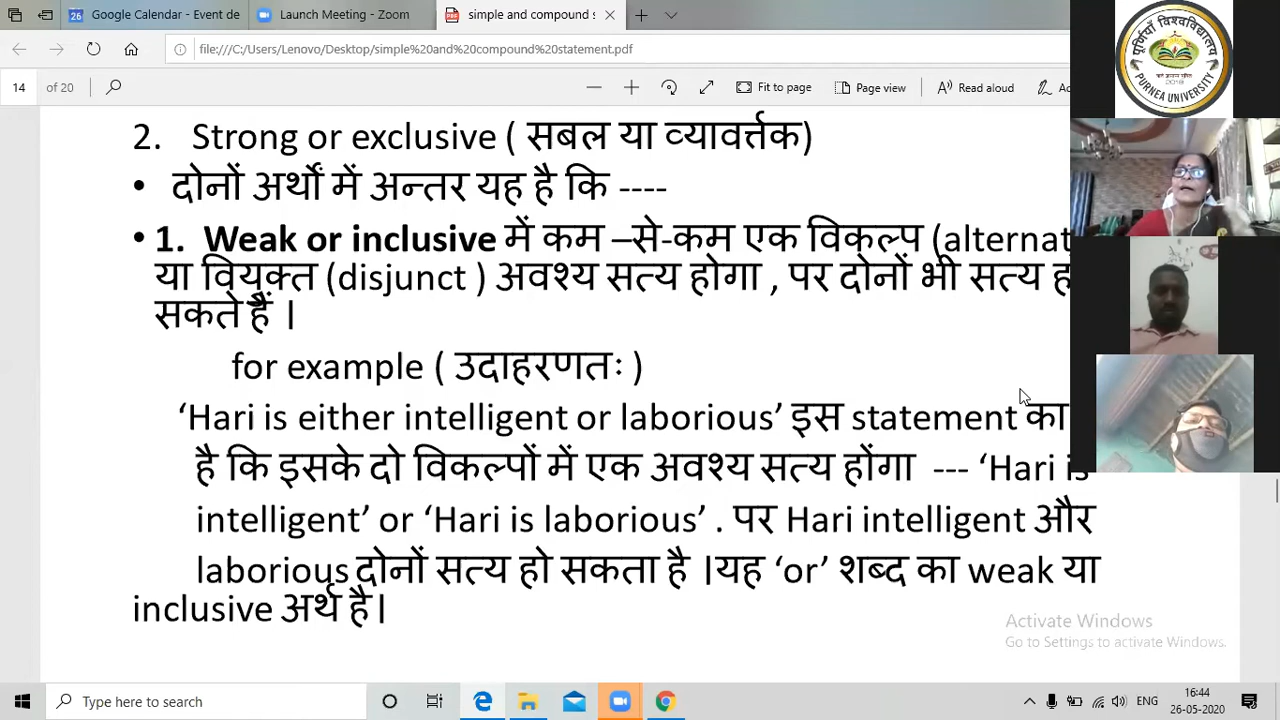 Google Calendar - Event de
Launch Meeting - Zoom
simple and compound s
file:///C:/Users/Lenovo/Desktop/simple%20and%20compound%20statement.pdf
14 of 20
Fit to page
Page view
Read aloud
पूर्णियाँ विश्वविद्यालय
PURNEA UNIVERSITY
2. Strong or exclusive ( सबल या व्यावर्त्तक)
• दोनों अर्थों में अन्तर यह है कि ----
• 1. Weak or inclusive में कम –से-कम एक विकल्प (alternat
या वियुक्त (disjunct ) अवश्य सत्य होगा , पर दोनों भी सत्य ह
सकते हैं ।
for example ( उदाहरणतः )
‘Hari is either intelligent or laborious’ इस statement का
है कि इसके दो विकल्पों में एक अवश्य सत्य होंगा --- ‘Hari is
intelligent’ or ‘Hari is laborious’ . पर Hari intelligent और
laborious दोनों सत्य हो सकता है ।यह ‘or’ शब्द का weak या
inclusive अर्थ है।
Activate Windows
Go to Settings to activate Windows.
Type here to search
ENG
16:44
26-05-2020